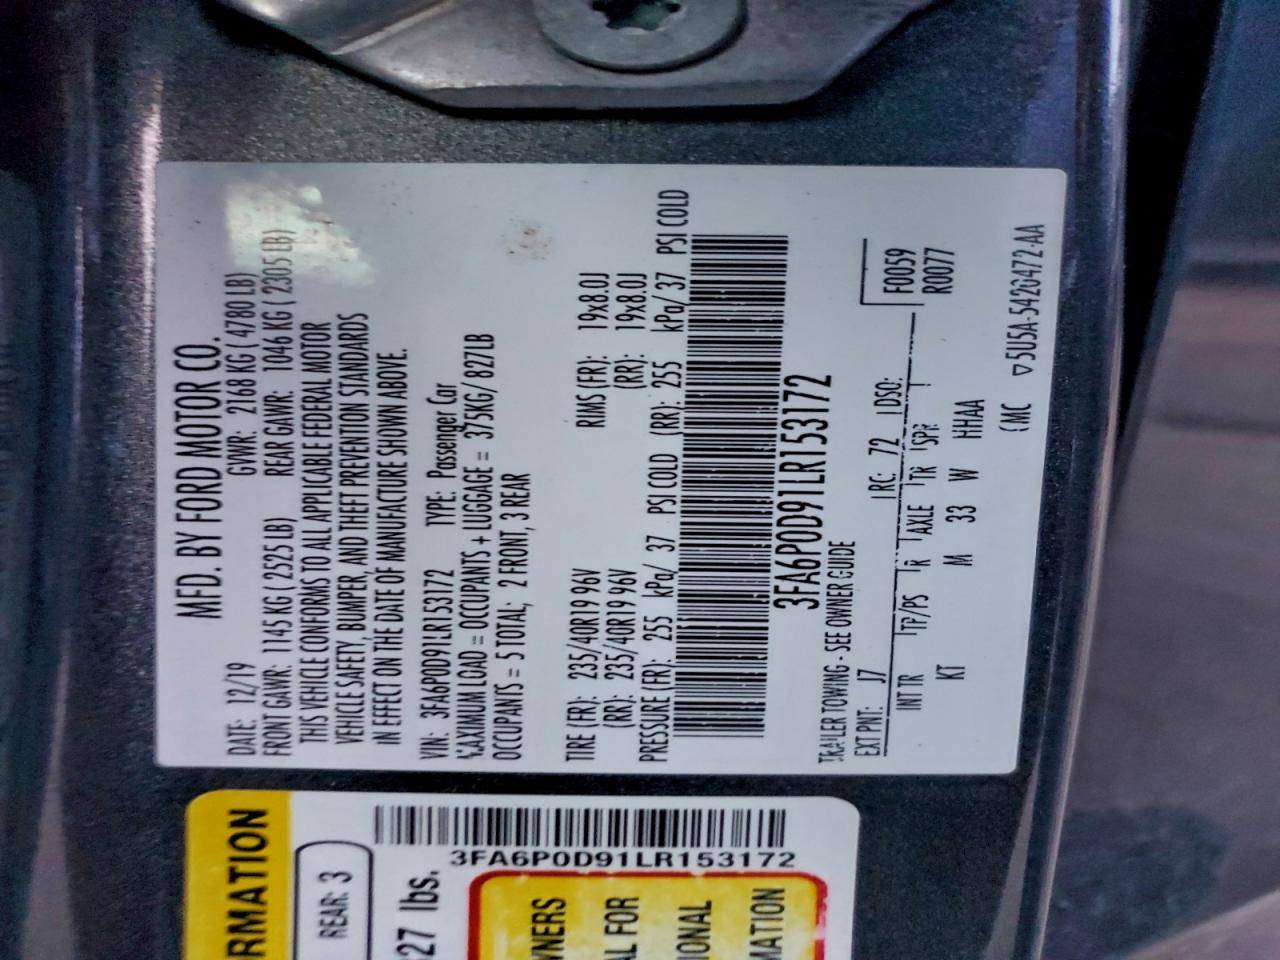 MFD. BY FORD MOTOR CO.
DATE: 12/19 GVWR: 2168 KG ( 4780 LB)
FRONT GAWR: 1145 KG ( 2525 LB) REAR GAWR: 1046 KG ( 2305 LB)
THIS VEHICLE CONFORMS TO ALL APPLICABLE FEDERAL MOTOR
VEHICLE SAFETY, BUMPER, AND THEFT PREVENTION STANDARDS
IN EFFECT ON THE DATE OF MANUFACTURE SHOWN ABOVE.
VIN: 3FA6P0D91LR153172 TYPE: Passenger Car
MAXIMUM LOAD = OCCUPANTS + LUGGAGE = 375KG/ 827LB
OCCUPANTS = 5 TOTAL, 2 FRONT, 3 REAR
TIRE (FR): 235/40R19 96V RIMS (FR): 19x8.0J
(RR): 235/40R19 96V (RR): 19x8.0J
PRESSURE (FR): 255 kPa/ 37 PSI COLD (RR): 255 kPa/ 37 PSI COLD
3FA6P0D91LR153172
TRAILER TOWING - SEE OWNER GUIDE
EXT PNT: J7 RC: 72 DSO: F0059
INT TR TP/PS R AXLE TR SPR R0077
KT M 33 W HHAA
(MC ▽5U5A-5426472-AA
RMATION
REAR: 3
27 lbs.
3FA6P0D91LR153172
WNERS
AL FOR
IONAL
MATION